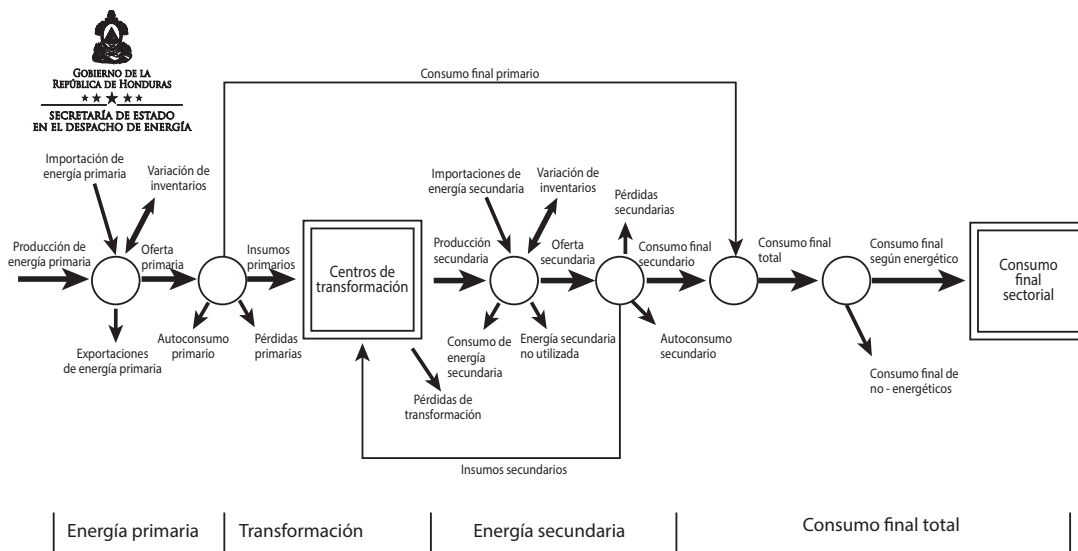 GOBIERNO DE LA
REPÚBLICA DE HONDURAS
SECRETARÍA DE ESTADO
EN EL DESPACHO DE ENERGÍA
Consumo final primario
Importación de
energía primaria
Variación de
inventarios
Producción de
energía primaria
Oferta
primaria
Insumos
primarios
Exportaciones
de energía primaria
Autoconsumo
primario
Pérdidas
primarias
Centros de
transformación
Pérdidas de
transformación
Importaciones de
energía secundaria
Variación de
inventarios
Pérdidas
secundarias
Producción
secundaria
Oferta
secundaria
Consumo final
secundario
Consumo de
energía
secundaria
Energía secundaria
no utilizada
Autoconsumo
secundario
Insumos secundarios
Consumo final
total
Consumo final
según energético
Consumo final de
no - energéticos
Consumo
final
sectorial
Energía primaria
Transformación
Energía secundaria
Consumo final total